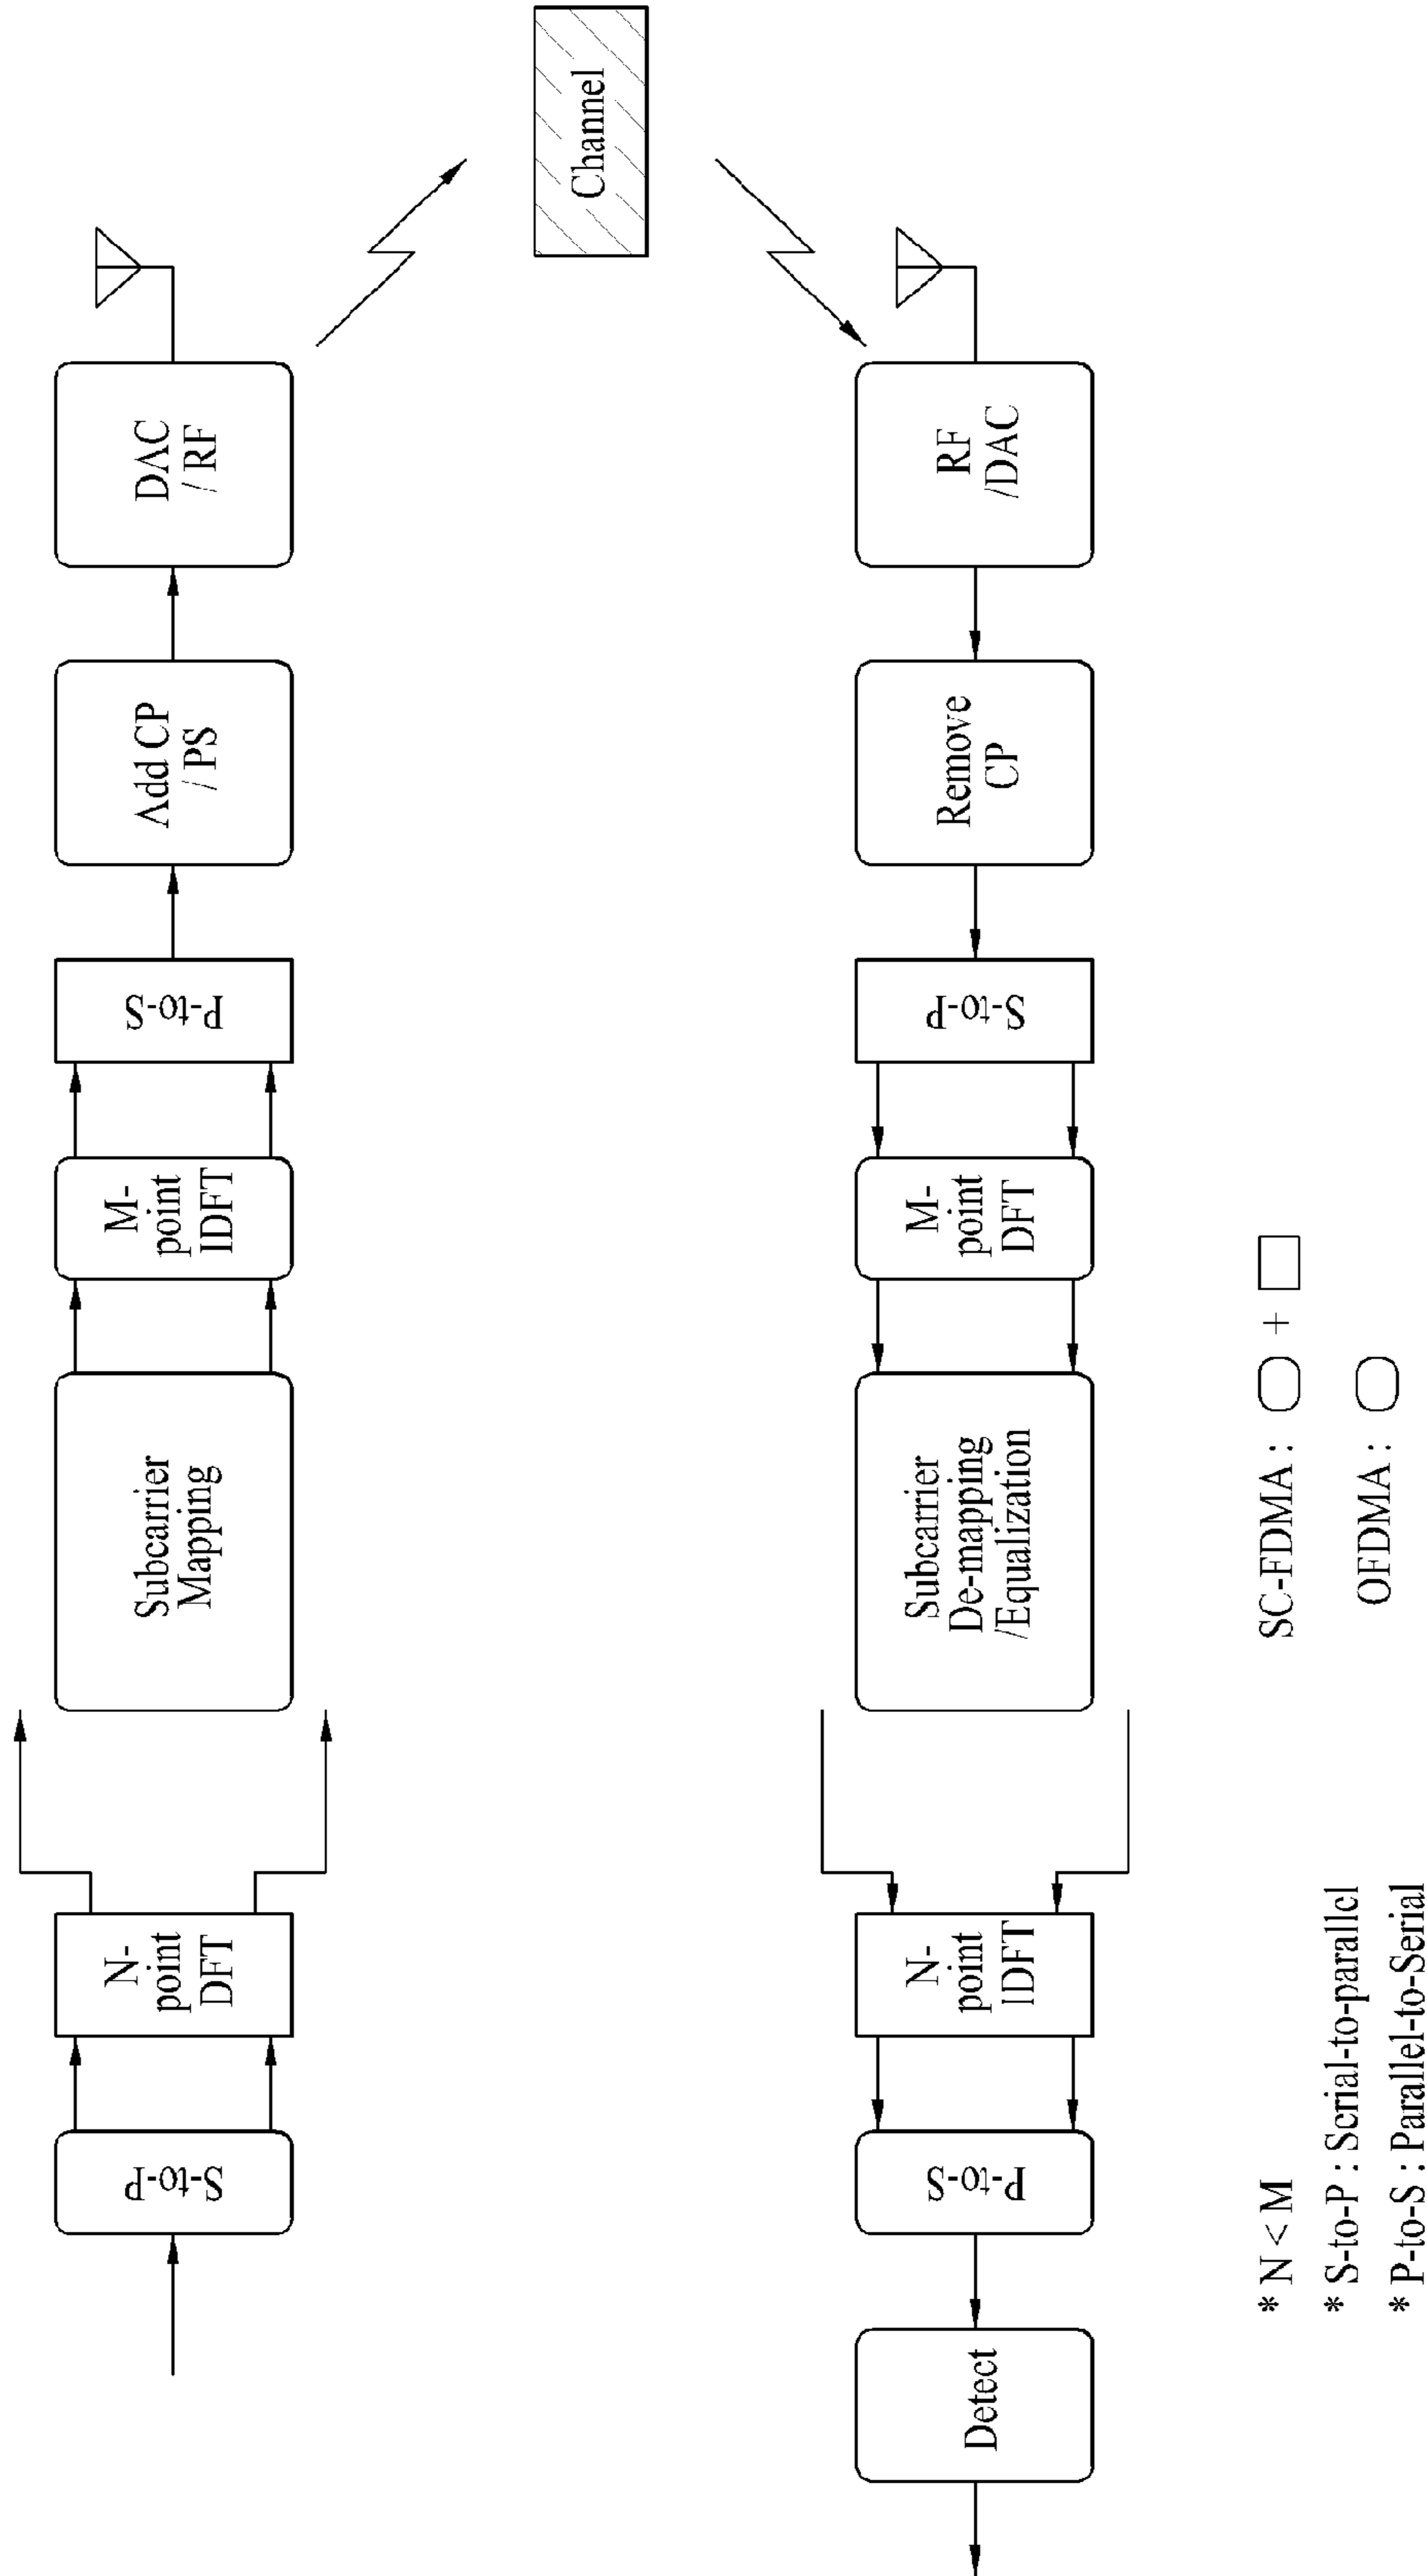 S-to-P
N-
point
DFT
Subcarrier
Mapping
M-
point
IDFT
P-to-S
Add CP
/ PS
DAC
/ RF
Channel
Detect
P-to-S
N-
point
IDFT
Subcarrier
De-mapping
/Equalization
M-
point
DFT
S-to-P
Remove
CP
RF
/DAC
* N < M
* S-to-P : Serial-to-parallel
* P-to-S : Parallel-to-Serial
SC-FDMA : +
OFDMA :